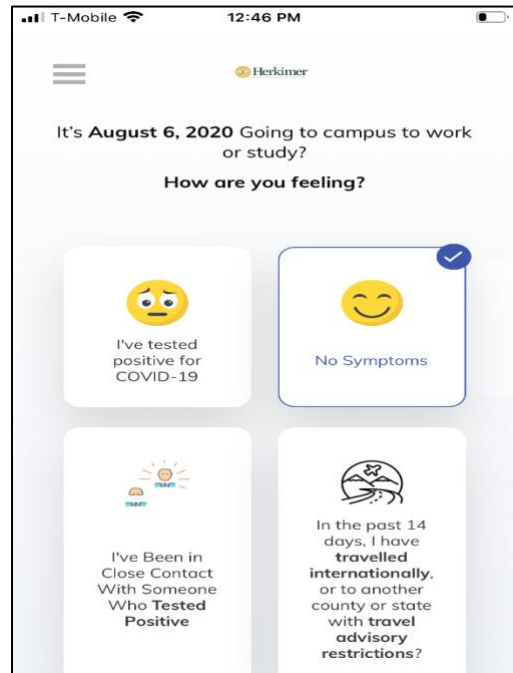 T-Mobile
12:46 PM
Herkimer
It's August 6, 2020 Going to campus to work
or study?
How are you feeling?
I've tested
positive for
COVID-19
No Symptoms
I've Been in
Close Contact
With Someone
Who Tested
Positive
In the past 14
days, I have
travelled
internationally,
or to another
county or state
with travel
advisory
restrictions?